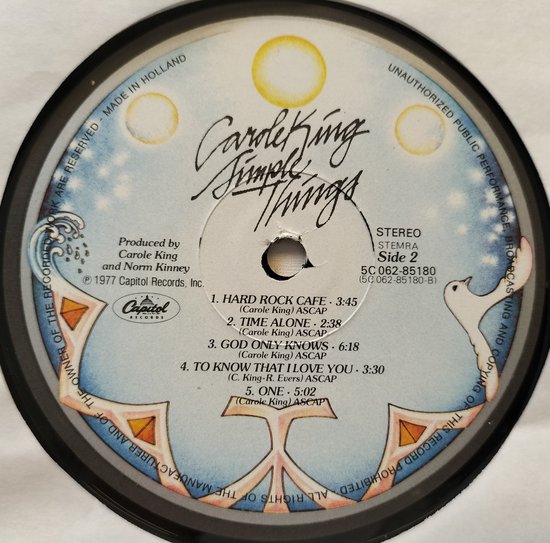 Carole King
Simple
Things
STEREO
STEMRA
Side 2
5C 062-85180
(5C 062-85180-B)
Produced by
Carole King
and Norm Kinney
℗ 1977 Capitol Records, Inc.
Capitol
RECORDS
1. HARD ROCK CAFE · 3:45
(Carole King) ASCAP
2. TIME ALONE · 2:38
(Carole King) ASCAP
3. GOD ONLY KNOWS · 6:18
(Carole King) ASCAP
4. TO KNOW THAT I LOVE YOU · 3:30
(C. King-R. Evers) ASCAP
5. ONE · 5:02
(Carole King) ASCAP
ALL RIGHTS OF THE MANUFACTURER AND OF THE OWNER OF THE RECORDED WORK ARE RESERVED · MADE IN HOLLAND
UNAUTHORIZED PUBLIC PERFORMANCE, BROADCASTING AND COPYING OF THIS RECORD PROHIBITED ·